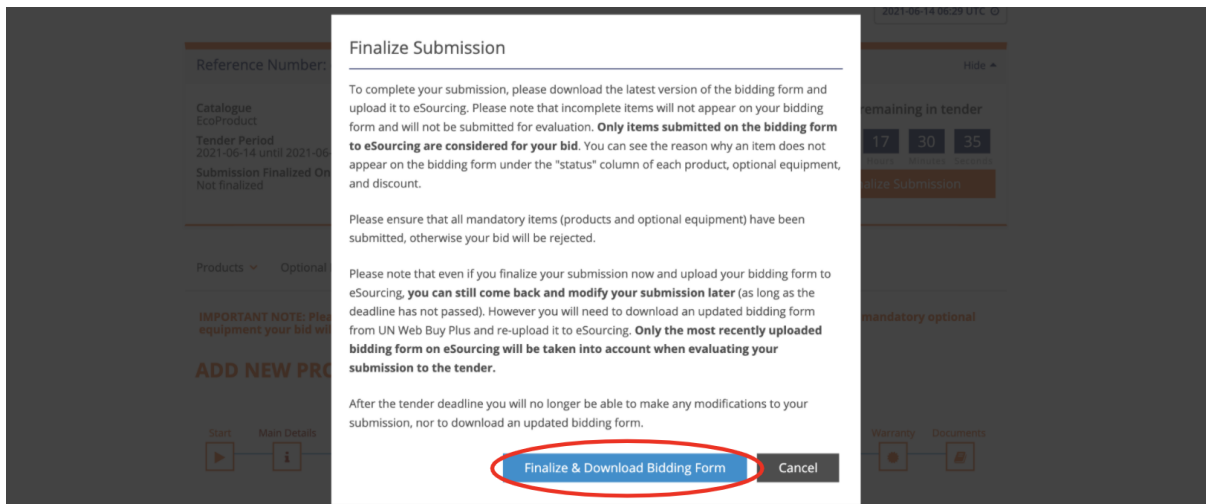 2021-06-14 06:29 UTC
Finalize Submission
Reference Number:
Hide
To complete your submission, please download the latest version of the bidding form and
upload it to eSourcing. Please note that incomplete items will not appear on your bidding
form and will not be submitted for evaluation. Only items submitted on the bidding form
to eSourcing are considered for your bid. You can see the reason why an item does not
appear on the bidding form under the "status" column of each product, optional equipment,
and discount.
Catalogue
EcoProduct
Tender Period
2021-06-14 until 2021-06-
Submission Finalized On
Not finalized
remaining in tender
17 30 35
Hours Minutes Seconds
Finalize Submission
Please ensure that all mandatory items (products and optional equipment) have been
submitted, otherwise your bid will be rejected.
Products Optional
Please note that even if you finalize your submission now and upload your bidding form to
eSourcing, you can still come back and modify your submission later (as long as the
deadline has not passed). However you will need to download an updated bidding form
from UN Web Buy Plus and re-upload it to eSourcing. Only the most recently uploaded
bidding form on eSourcing will be taken into account when evaluating your
submission to the tender.
IMPORTANT NOTE: Plea
mandatory optional
equipment your bid wil
ADD NEW PRO
After the tender deadline you will no longer be able to make any modifications to your
submission, nor to download an updated bidding form.
Start Main Details Warranty Documents
Finalize & Download Bidding Form Cancel